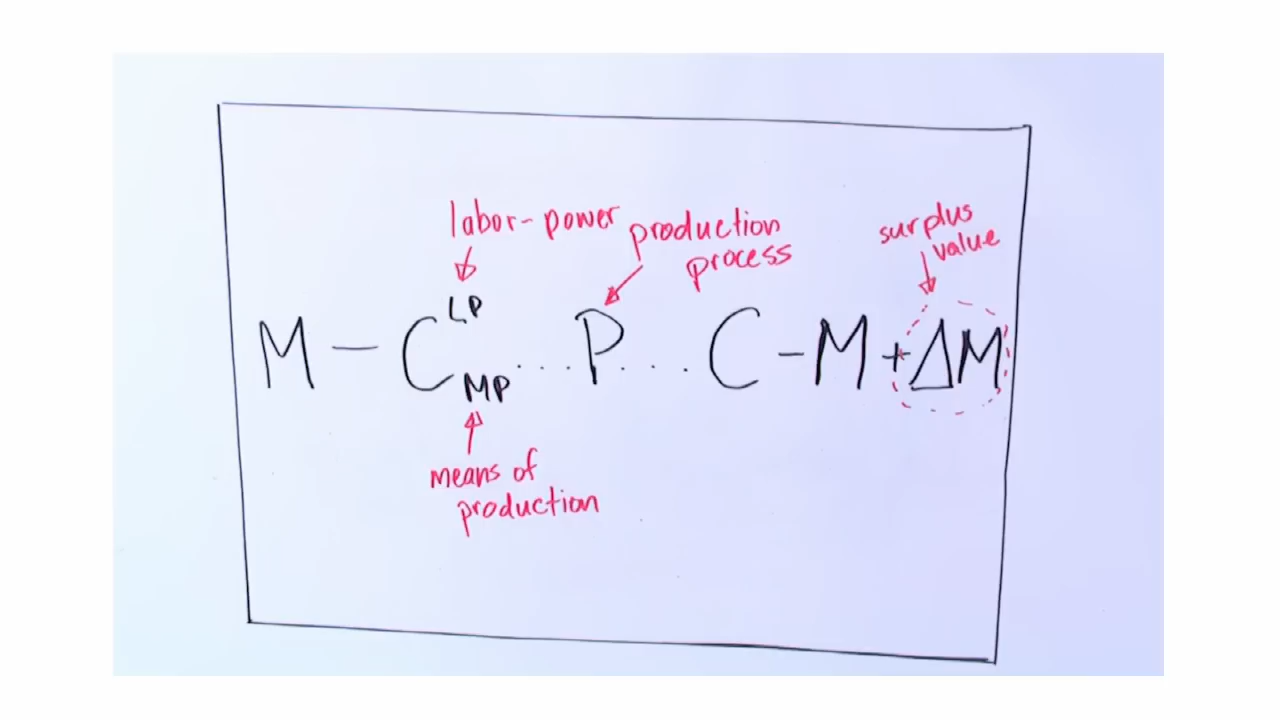 labor-power
production
process
surplus
value
M - C LP MP ... P ... C - M + ΔM
means of
production